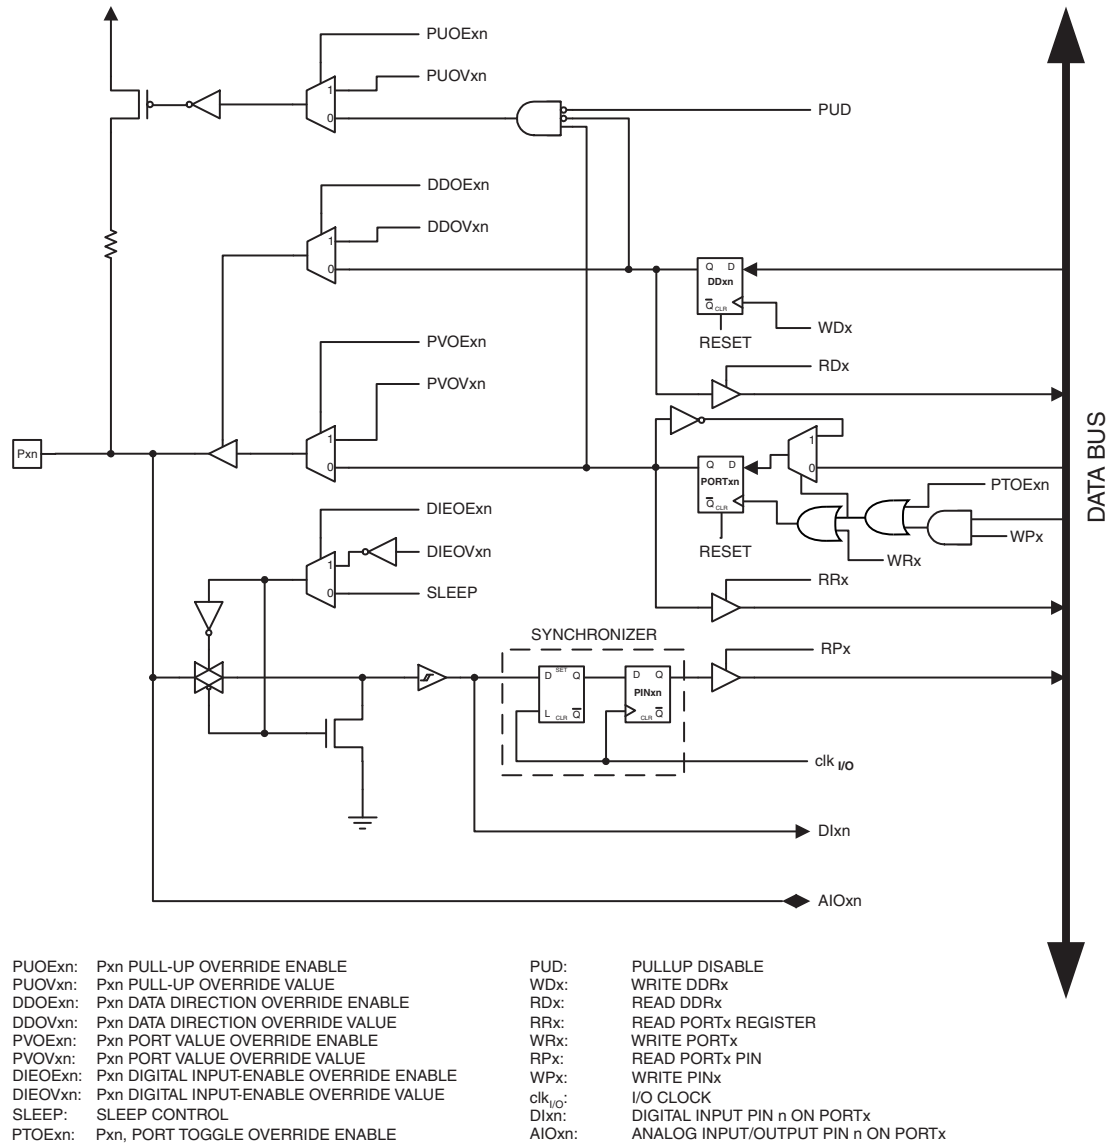 PUOExn
PUOVxn
1
0
PUD
DDOExn
DDOVxn
1
0
Q D
DDxn
Q CLR
WDx
RESET
RDx
PVOExn
PVOVxn
1
0
Pxn
1
0
Q D
PORTxn
Q CLR
RESET
PTOExn
WPx
WRx
RRx
DATA BUS
DIEOExn
DIEOVxn
1
0
SLEEP
SYNCHRONIZER
D SET Q
L CLR Q
D Q
PINxn
CLR Q
RPx
clk I/O
DIxn
AIOxn
PUOExn: Pxn PULL-UP OVERRIDE ENABLE
PUOVxn: Pxn PULL-UP OVERRIDE VALUE
DDOExn: Pxn DATA DIRECTION OVERRIDE ENABLE
DDOVxn: Pxn DATA DIRECTION OVERRIDE VALUE
PVOExn: Pxn PORT VALUE OVERRIDE ENABLE
PVOVxn: Pxn PORT VALUE OVERRIDE VALUE
DIEOExn: Pxn DIGITAL INPUT-ENABLE OVERRIDE ENABLE
DIEOVxn: Pxn DIGITAL INPUT-ENABLE OVERRIDE VALUE
SLEEP: SLEEP CONTROL
PTOExn: Pxn, PORT TOGGLE OVERRIDE ENABLE
PUD: PULLUP DISABLE
WDx: WRITE DDRx
RDx: READ DDRx
RRx: READ PORTx REGISTER
WRx: WRITE PORTx
RPx: READ PORTx PIN
WPx: WRITE PINx
clkI/O: I/O CLOCK
DIxn: DIGITAL INPUT PIN n ON PORTx
AIOxn: ANALOG INPUT/OUTPUT PIN n ON PORTx